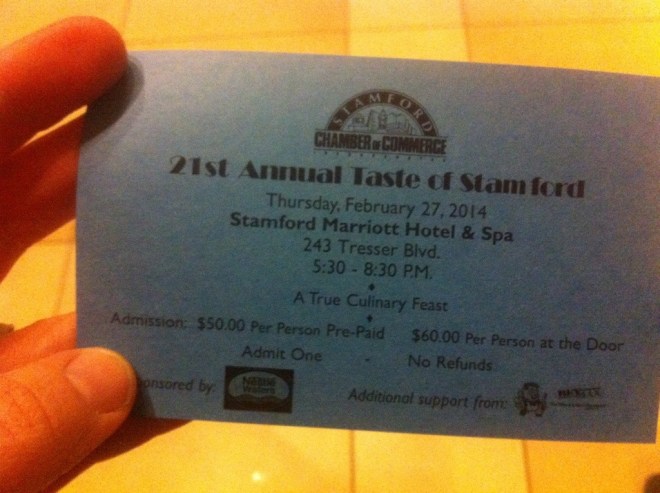 STAMFORD
CHAMBER OF COMMERCE
21st Annual Taste of Stamford
Thursday, February 27, 2014
Stamford Marriott Hotel & Spa
243 Tresser Blvd.
5:30 - 8:30 P.M.
A True Culinary Feast
Admission: $50.00 Per Person Pre-Paid $60.00 Per Person at the Door
Admit One - No Refunds
onsored by: Nestlé Waters
Additional support from: